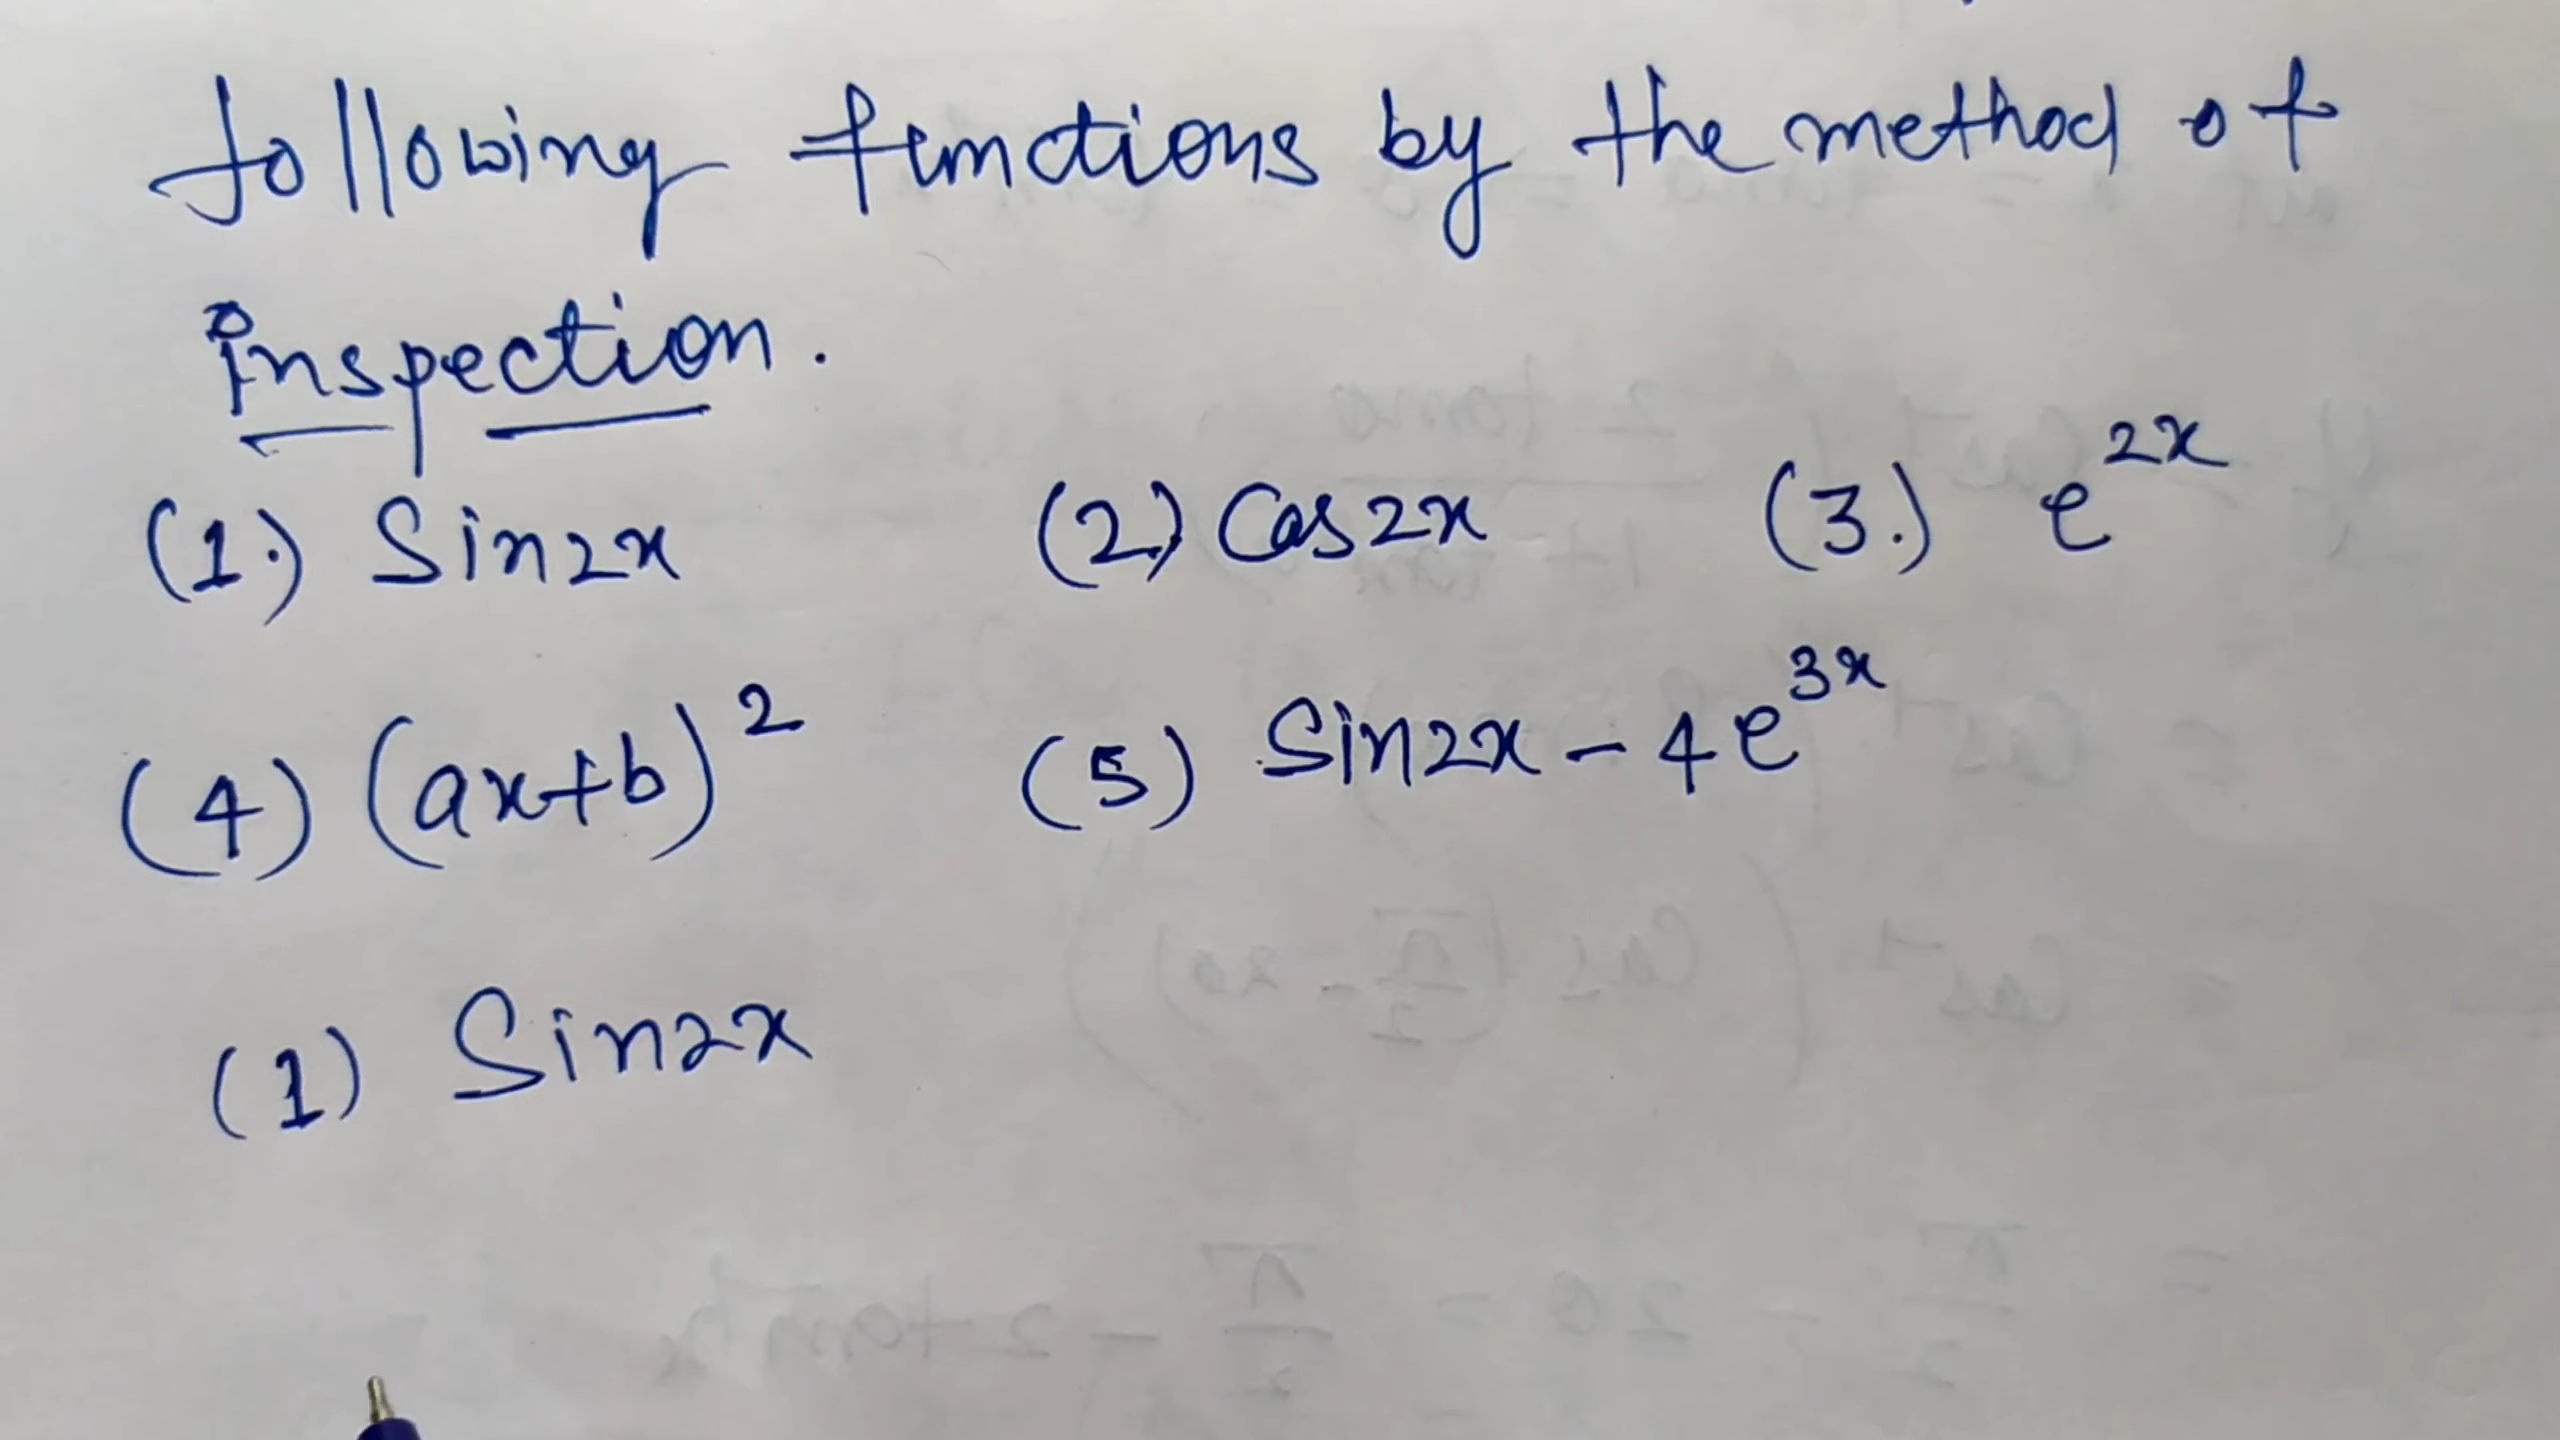 following functions by the method of
inspection.
(1.) Sin2x (2.) Cos2x (3.) e^2x
(4) (ax+b)^2 (5) Sin2x - 4e^3x
(1) Sin2x